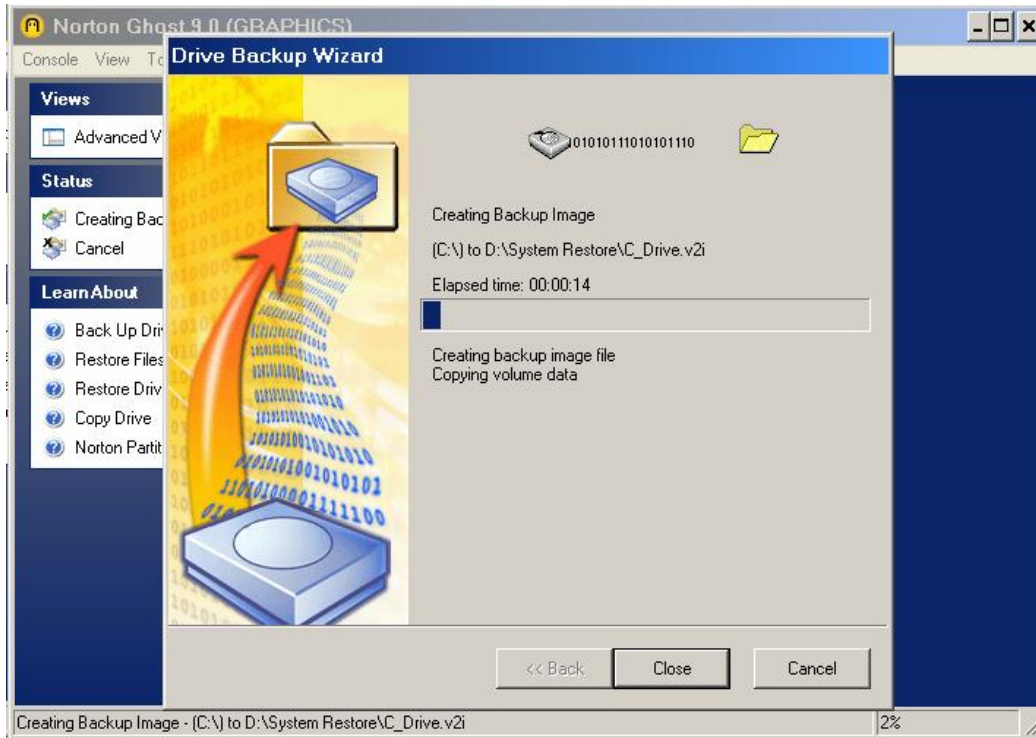 Norton Ghost 9.0 (GRAPHICS)
Console View
Drive Backup Wizard
Views
Advanced V
Status
Creating Bac
Cancel
Learn About
Back Up Dri
Restore Files
Restore Driv
Copy Drive
Norton Partit
01010111010101110
Creating Backup Image
(C:\) to D:\System Restore\C_Drive.v2i
Elapsed time: 00:00:14
Creating backup image file
Copying volume data
<< Back
Close
Cancel
Creating Backup Image - (C:\) to D:\System Restore\C_Drive.v2i
2%